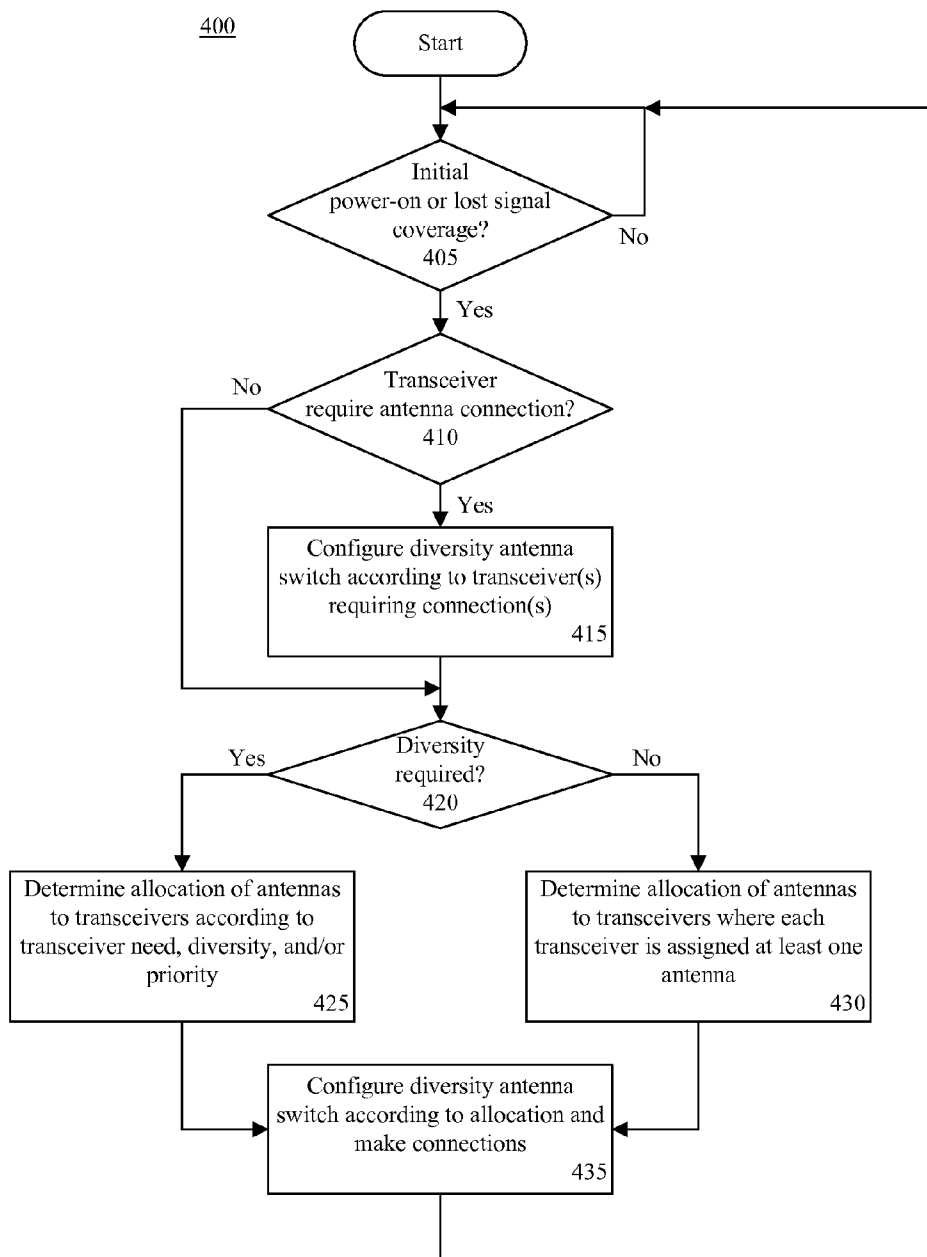 400
Start
Initial
power-on or lost signal
coverage?
405
No
Yes
No
Transceiver
require antenna connection?
410
Yes
Configure diversity antenna
switch according to transceiver(s)
requiring connection(s)
415
Yes
Diversity
required?
420
No
Determine allocation of antennas
to transceivers according to
transceiver need, diversity, and/or
priority
425
Determine allocation of antennas
to transceivers where each
transceiver is assigned at least one
antenna
430
Configure diversity antenna
switch according to allocation and
make connections
435